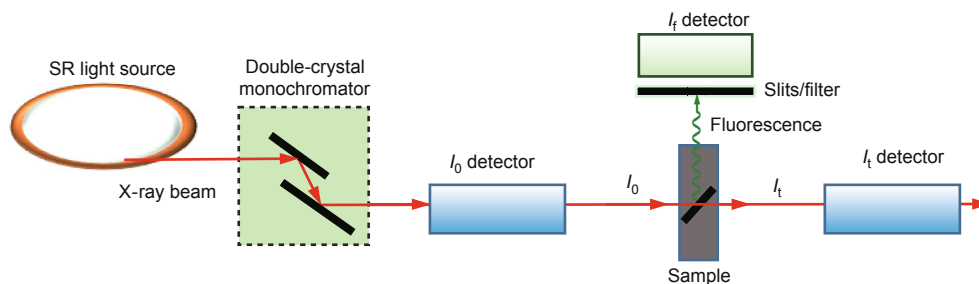 SR light source
X-ray beam
Double-crystal
monochromator
I0 detector
I0
If detector
Slits/filter
Fluorescence
Sample
It
It detector